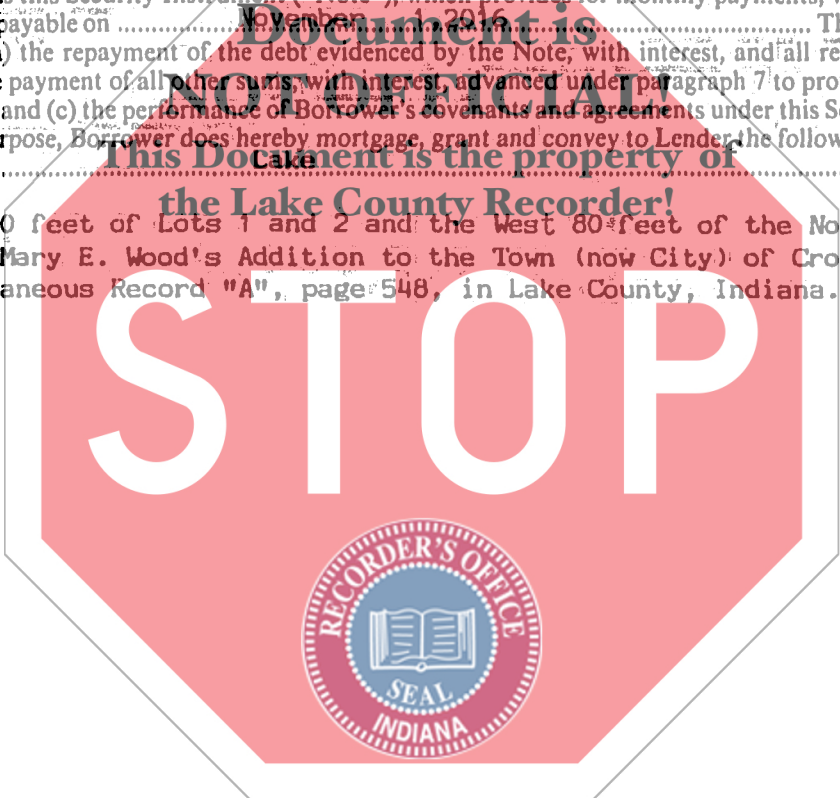 this Security
payable on November 1, 2016 Th
) the repayment of the debt evidenced by the Note, with interest, and all re
payment of all other sums, with interest, advanced under paragraph 7 to pro
and (c) the performance of Borrower's covenants and agreements under this S
rpose, Borrower does hereby mortgage, grant and convey to Lender the follow
Lake
Document is
NOT OFFICIAL!
This Document is the property of
the Lake County Recorder!
0 feet of Lots 1 and 2 and the West 80 feet of the No
Mary E. Wood's Addition to the Town (now City) of Cro
aneous Record "A", page 548, in Lake County, Indiana.
STOP
RECORDER'S OFFICE
SEAL
INDIANA